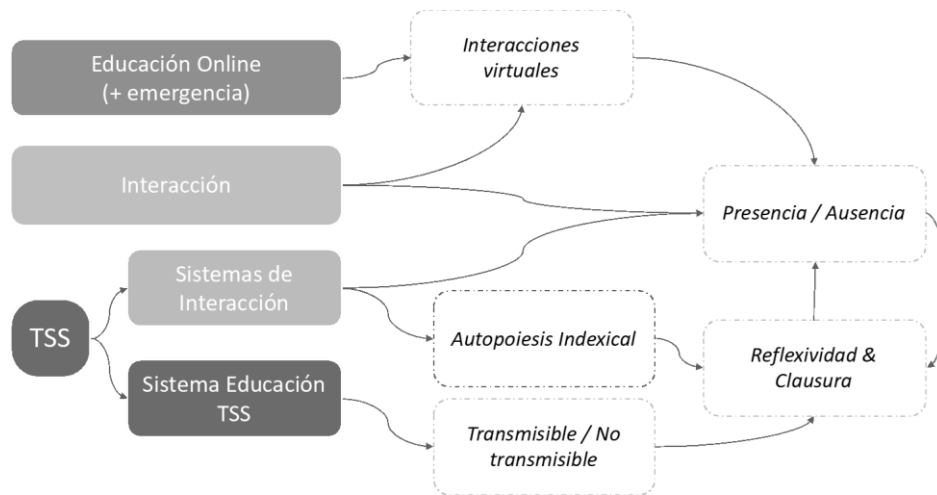 Educación Online
(+ emergencia)
Interacciones
virtuales
Interacción
Presencia / Ausencia
Sistemas de
Interacción
TSS
Autopoiesis Indexical
Reflexividad &
Clausura
Sistema Educación
TSS
Transmisible / No
transmisible